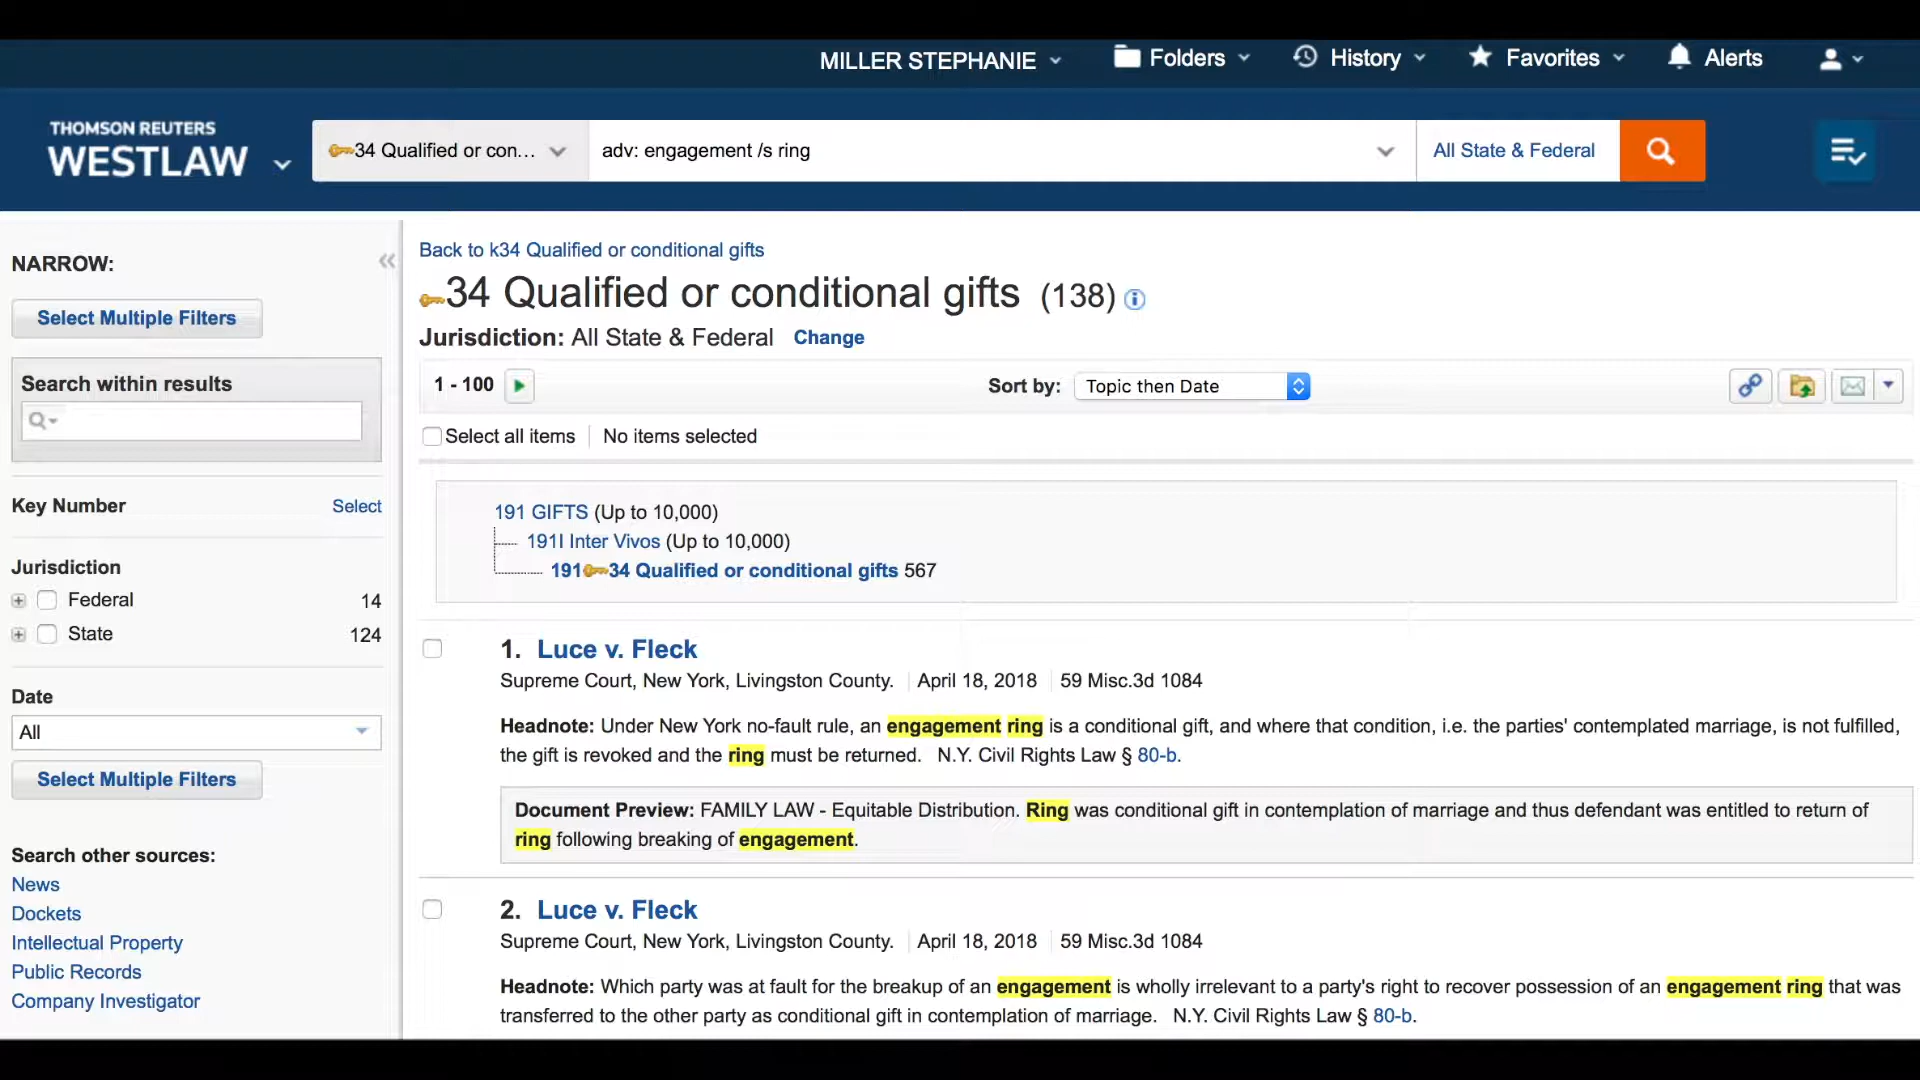 MILLER STEPHANIE Folders History Favorites Alerts
THOMSON REUTERS
WESTLAW
34 Qualified or con... adv: engagement /s ring All State & Federal
NARROW:
Select Multiple Filters
Search within results
Key Number Select
Jurisdiction
Federal 14
State 124
Date
All
Select Multiple Filters
Search other sources:
News
Dockets
Intellectual Property
Public Records
Company Investigator
Back to k34 Qualified or conditional gifts
34 Qualified or conditional gifts (138)
Jurisdiction: All State & Federal Change
1 - 100 Sort by: Topic then Date
Select all items No items selected
191 GIFTS (Up to 10,000)
191I Inter Vivos (Up to 10,000)
191 34 Qualified or conditional gifts 567
1. Luce v. Fleck
Supreme Court, New York, Livingston County. April 18, 2018 59 Misc.3d 1084
Headnote: Under New York no-fault rule, an engagement ring is a conditional gift, and where that condition, i.e. the parties' contemplated marriage, is not fulfilled,
the gift is revoked and the ring must be returned. N.Y. Civil Rights Law § 80-b.
Document Preview: FAMILY LAW - Equitable Distribution. Ring was conditional gift in contemplation of marriage and thus defendant was entitled to return of
ring following breaking of engagement.
2. Luce v. Fleck
Supreme Court, New York, Livingston County. April 18, 2018 59 Misc.3d 1084
Headnote: Which party was at fault for the breakup of an engagement is wholly irrelevant to a party's right to recover possession of an engagement ring that was
transferred to the other party as conditional gift in contemplation of marriage. N.Y. Civil Rights Law § 80-b.